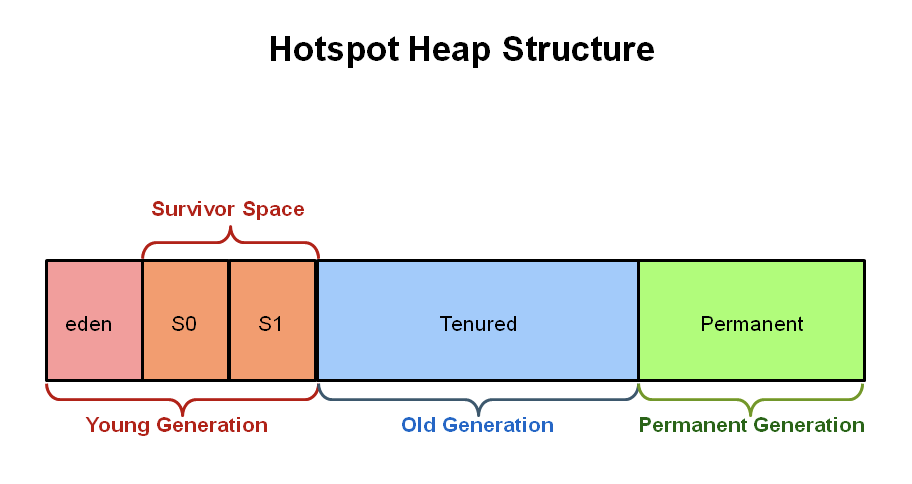 Hotspot Heap Structure
Survivor Space
eden
S0
S1
Tenured
Permanent
Young Generation
Old Generation
Permanent Generation